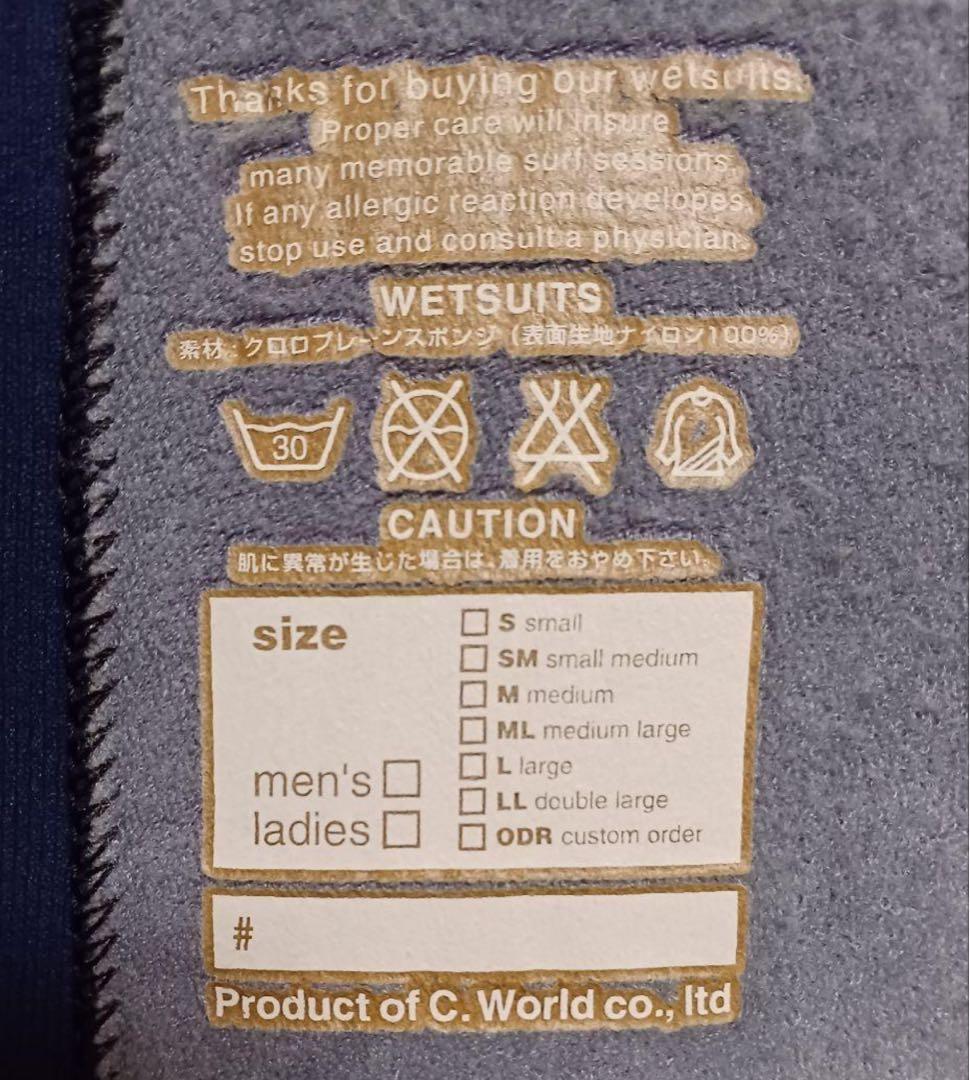 Thanks for buying our wetsuits.
Proper care will insure
many memorable surf sessions.
If any allergic reaction developes
stop use and consult a physician.
WETSUITS
素材:クロロプレーンスポンジ(表面生地ナイロン100%)
30
CAUTION
肌に異常が生じた場合は、着用をおやめ下さい。
size
S small
SM small medium
M medium
ML medium large
L large
LL double large
ODR custom order
men's
ladies
#
Product of C. World co., ltd